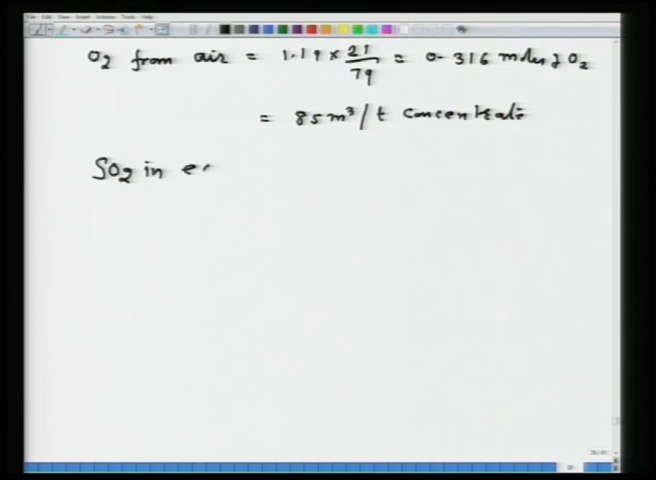 O2 from air = 1.19 × 21/79 = 0.316 moles of O2
= 85 m³/t concentrate
SO2 in e